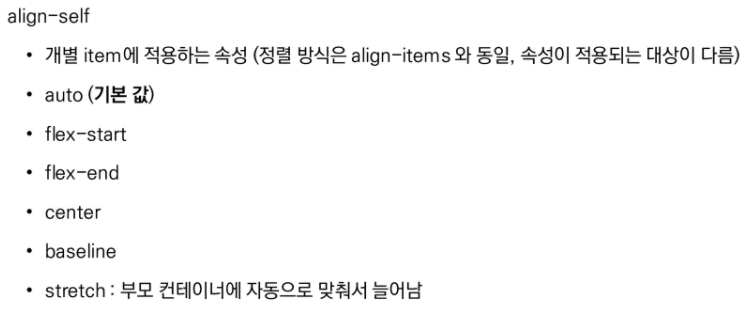 align-self
• 개별 item에 적용하는 속성 (정렬 방식은 align-items 와 동일, 속성이 적용되는 대상이 다름)
• auto (기본 값)
• flex-start
• flex-end
• center
• baseline
• stretch : 부모 컨테이너에 자동으로 맞춰서 늘어남